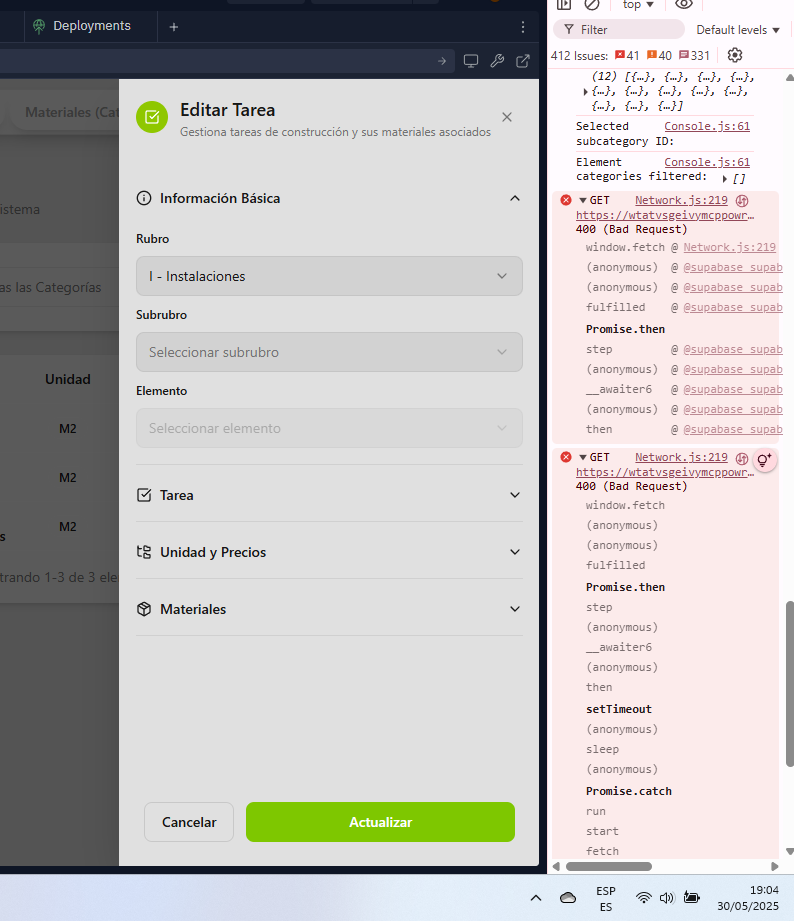 Deployments
Materiales (Cat
istema
as las Categorías
Unidad
M2
M2
s
M2
trando 1-3 de 3 ele
Editar Tarea
Gestiona tareas de construcción y sus materiales asociados
Información Básica
Rubro
I - Instalaciones
Subrubro
Seleccionar subrubro
Elemento
Seleccionar elemento
Tarea
Unidad y Precios
Materiales
Cancelar
Actualizar
top
Filter
Default levels
412 Issues: 41 40 331
(12) [{…}, {…}, {…}, {…},
{…}, {…}, {…}, {…}, {…},
{…}, {…}, {…}]
Selected Console.js:61
subcategory ID:
Element Console.js:61
categories filtered: []
GET Network.js:219
https://wtatvsgeivymcppowr…
400 (Bad Request)
window.fetch @ Network.js:219
(anonymous) @ @supabase_supab
(anonymous) @ @supabase_supab
fulfilled @ @supabase_supab
Promise.then
step @ @supabase_supab
(anonymous) @ @supabase_supab
__awaiter6 @ @supabase_supab
(anonymous) @ @supabase_supab
then @ @supabase_supab
GET Network.js:219
https://wtatvsgeivymcppowr…
400 (Bad Request)
window.fetch
(anonymous)
(anonymous)
fulfilled
Promise.then
step
(anonymous)
__awaiter6
(anonymous)
then
setTimeout
(anonymous)
sleep
(anonymous)
Promise.catch
run
start
fetch
ESP
ES
19:04
30/05/2025